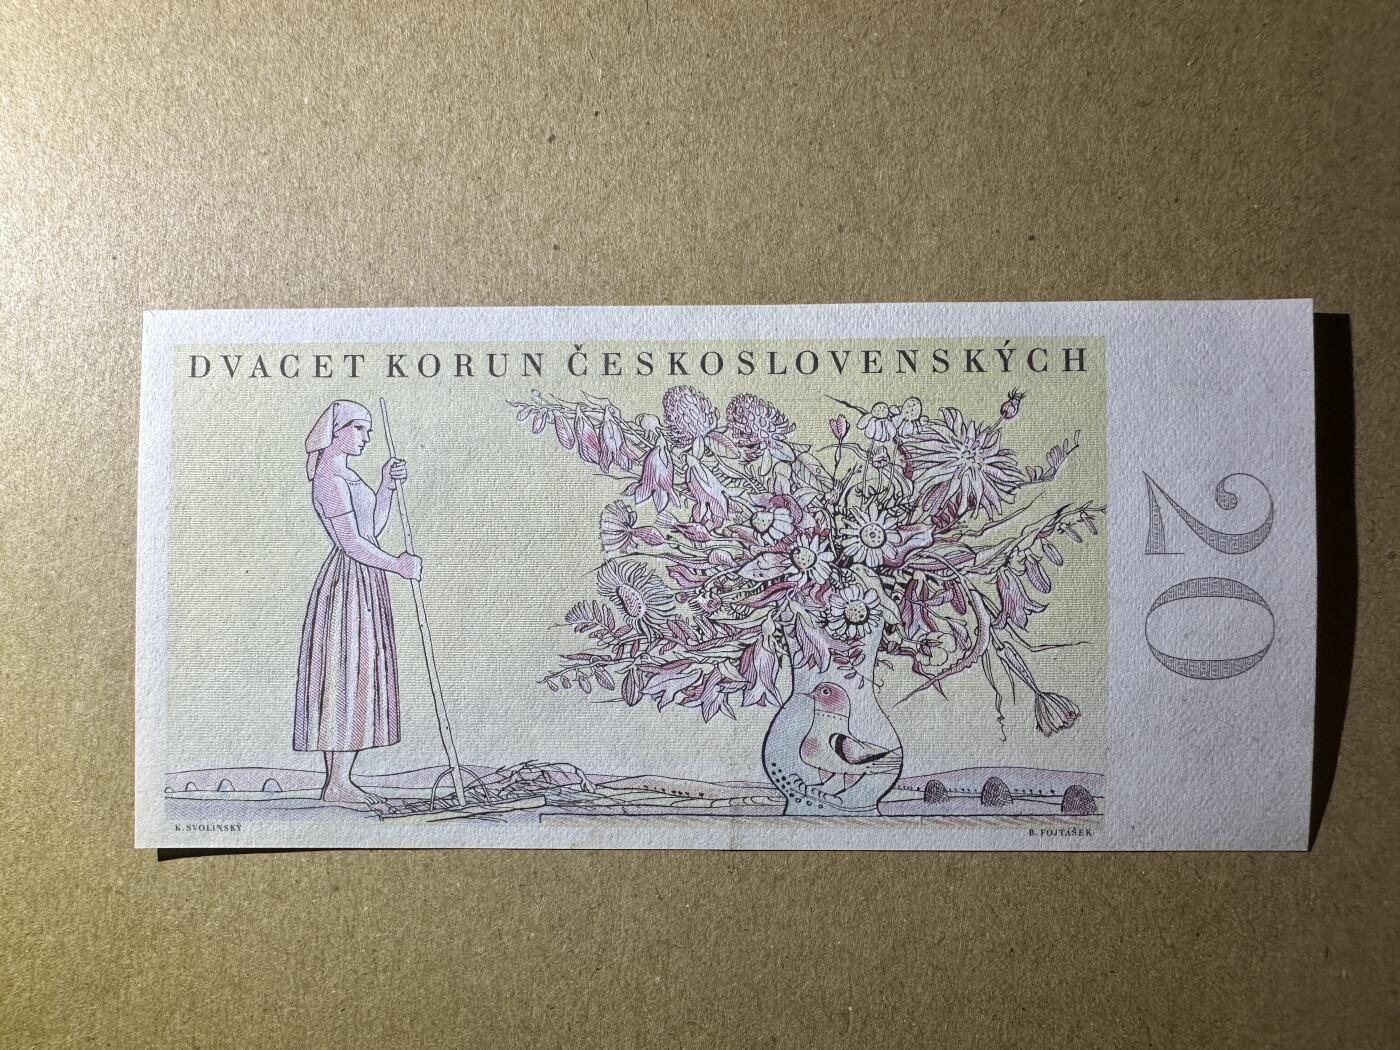 DVACET KORUN ČESKOSLOVENSKÝCH
20
K. SVOLINSKÝ
B. FOJTÁŠEK